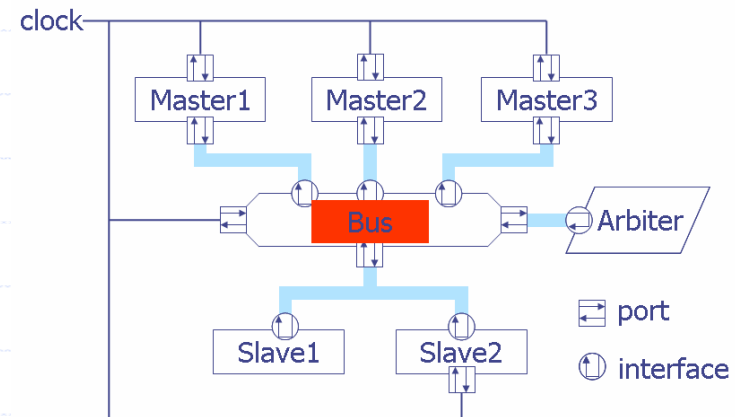 clock
Master1
Master2
Master3
Bus
Arbiter
port
Slave1
Slave2
interface